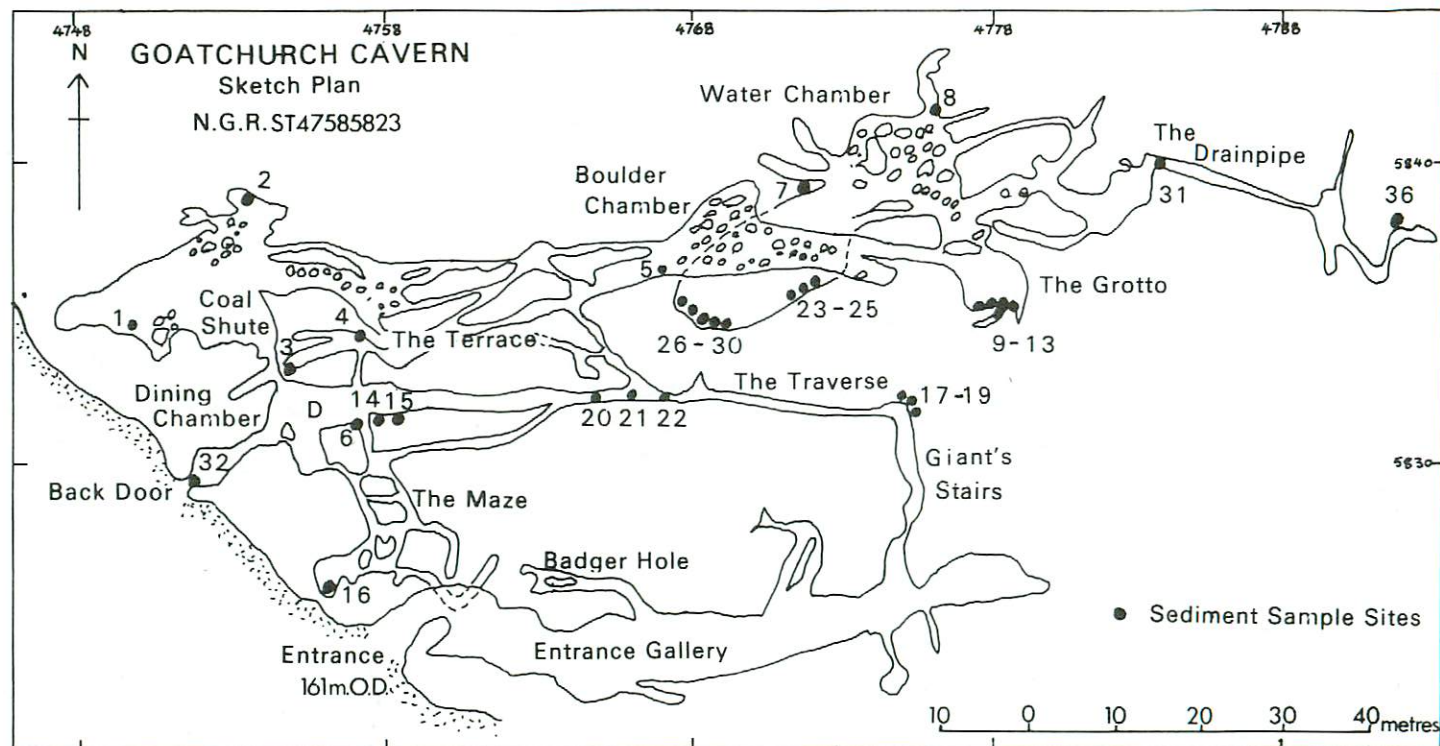 4748 4758 4768 4778 4788
N GOATCHURCH CAVERN
Sketch Plan
N.G.R.ST47585823
Water Chamber
8
The
Drainpipe
5840
Boulder
Chamber
7
31
36
2
5
Coal
Shute
1
4
The Grotto
23-25
3
The Terrace
26-30
9-13
Dining
Chamber
D
14 15
The Traverse
17-19
6
20 21 22
Giant's
Stairs
5830
32
Back Door
The Maze
Badger Hole
16
Sediment Sample Sites
Entrance
161m.O.D.
Entrance Gallery
10 0 10 20 30 40 metres